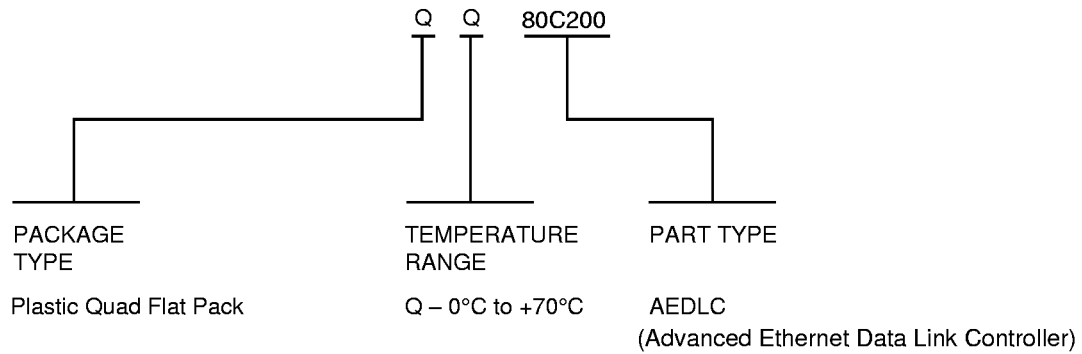 Q Q 80C200
PACKAGE TYPE
TEMPERATURE RANGE
PART TYPE
Plastic Quad Flat Pack
Q – 0°C to +70°C
AEDLC
(Advanced Ethernet Data Link Controller)